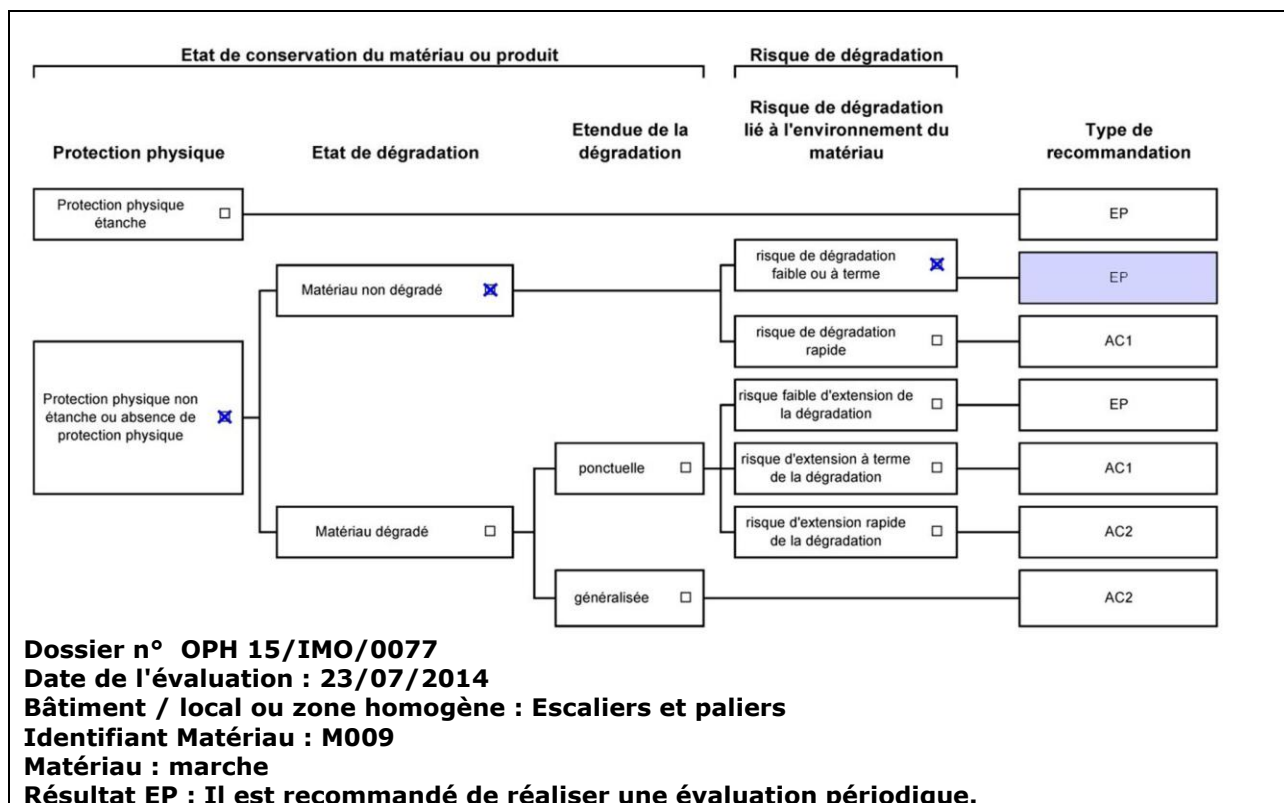 Etat de conservation du matériau ou produit
Risque de dégradation
Protection physique
Etat de dégradation
Etendue de la
dégradation
Risque de dégradation
lié à l'environnement du
matériau
Type de
recommandation
Protection physique
étanche
EP
Matériau non dégradé
risque de dégradation
faible ou à terme
EP
risque de dégradation
rapide
AC1
Protection physique non
étanche ou absence de
protection physique
risque faible d'extension de
la dégradation
EP
ponctuelle
risque d'extension à terme
de la dégradation
AC1
Matériau dégradé
risque d'extension rapide
de la dégradation
AC2
généralisée
AC2
Dossier n° OPH 15/IMO/0077
Date de l'évaluation : 23/07/2014
Bâtiment / local ou zone homogène : Escaliers et paliers
Identifiant Matériau : M009
Matériau : marche
Résultat EP : Il est recommandé de réaliser une évaluation périodique.